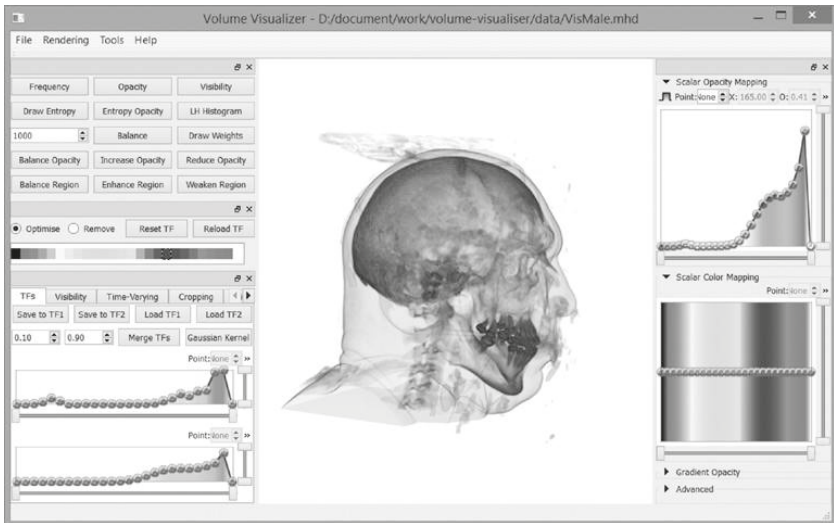 Volume Visualizer - D:/document/work/volume-visualiser/data/VisMale.mhd
File Rendering Tools Help
Frequency Opacity Visibility
Draw Entropy Entropy Opacity LH Histogram
1000 Balance Draw Weights
Balance Opacity Increase Opacity Reduce Opacity
Balance Region Enhance Region Weaken Region
Optimise Remove Reset TF Reload TF
TFs Visibility Time-Varying Cropping
Save to TF1 Save to TF2 Load TF1 Load TF2
0.10 0.90 Merge TFs Gaussian Kernel
Point: None »
Point: None
Scalar Opacity Mapping
Point: None X: 165.00 O: 0.41 »
Scalar Color Mapping
Point: None »
Gradient Opacity
Advanced